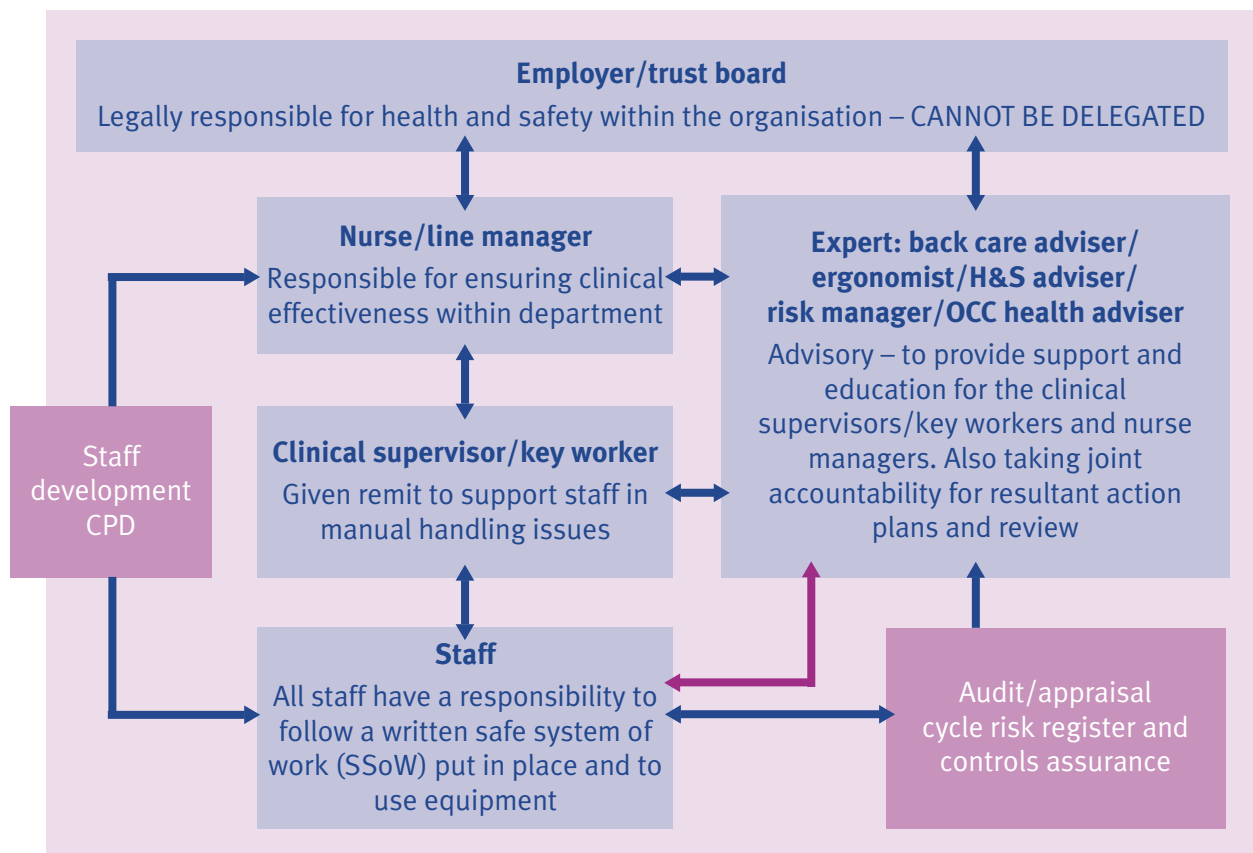 Employer/trust board
Legally responsible for health and safety within the organisation – CANNOT BE DELEGATED
Nurse/line manager
Responsible for ensuring clinical
effectiveness within department
Expert: back care adviser/
ergonomist/H&S adviser/
risk manager/OCC health adviser
Advisory – to provide support and
education for the clinical
supervisors/key workers and nurse
managers. Also taking joint
accountability for resultant action
plans and review
Staff
development
CPD
Clinical supervisor/key worker
Given remit to support staff in
manual handling issues
Staff
All staff have a responsibility to
follow a written safe system of
work (SSoW) put in place and to
use equipment
Audit/appraisal
cycle risk register and
controls assurance